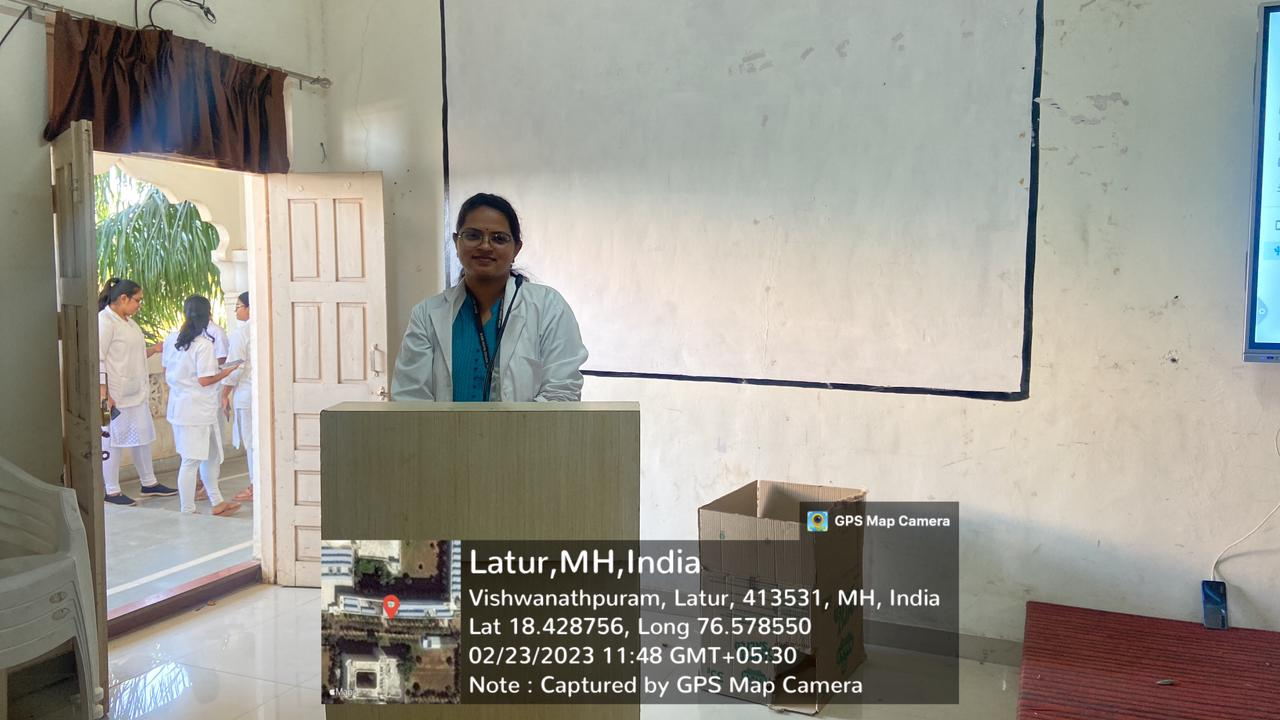 GPS Map Camera
Latur,MH,India
Vishwanathpuram, Latur, 413531, MH, India
Lat 18.428756, Long 76.578550
02/23/2023 11:48 GMT+05:30
Note : Captured by GPS Map Camera